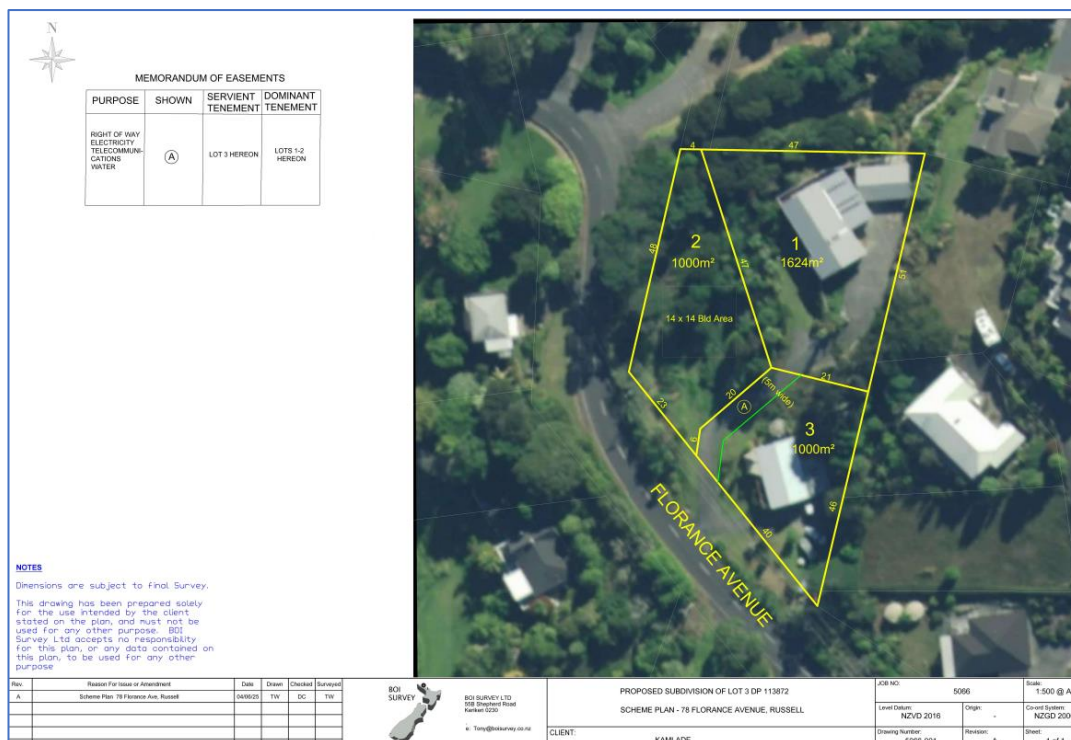 N
MEMORANDUM OF EASEMENTS
PURPOSE SHOWN SERVIENT TENEMENT DOMINANT TENEMENT
RIGHT OF WAY
ELECTRICITY
TELECOMMUNI-
CATIONS
WATER
A
LOT 3 HEREON
LOTS 1-2
HEREON
4
47
48
2
1000m²
47
1
1624m²
51
14 x 14 Bld Area
23
20
(5m wide)
21
A
6
3
1000m²
46
40
FLORANCE AVENUE
NOTES
Dimensions are subject to final Survey.
This drawing has been prepared solely
for the use intended by the client
stated on the plan, and must not be
used for any other purpose. BOI
Survey Ltd accepts no responsibility
for this plan, or any data contained on
this plan, to be used for any other
purpose
Rev. Reason For Issue or Amendment Date Drawn Checked Surveyed
A Scheme Plan 78 Florance Ave, Russell 04/06/25 TW DC TW
BOI
SURVEY
BOI SURVEY LTD
55B Shepherd Road
Kerikeri 0230
e: Tony@boisurvey.co.nz
PROPOSED SUBDIVISION OF LOT 3 DP 113872
SCHEME PLAN - 78 FLORANCE AVENUE, RUSSELL
CLIENT:
JOB NO: 5066
Scale: 1:500 @ A
Level Datum: NZVD 2016
Origin: -
Co-ord System: NZGD 200
Drawing Number:
Revision:
Sheet: